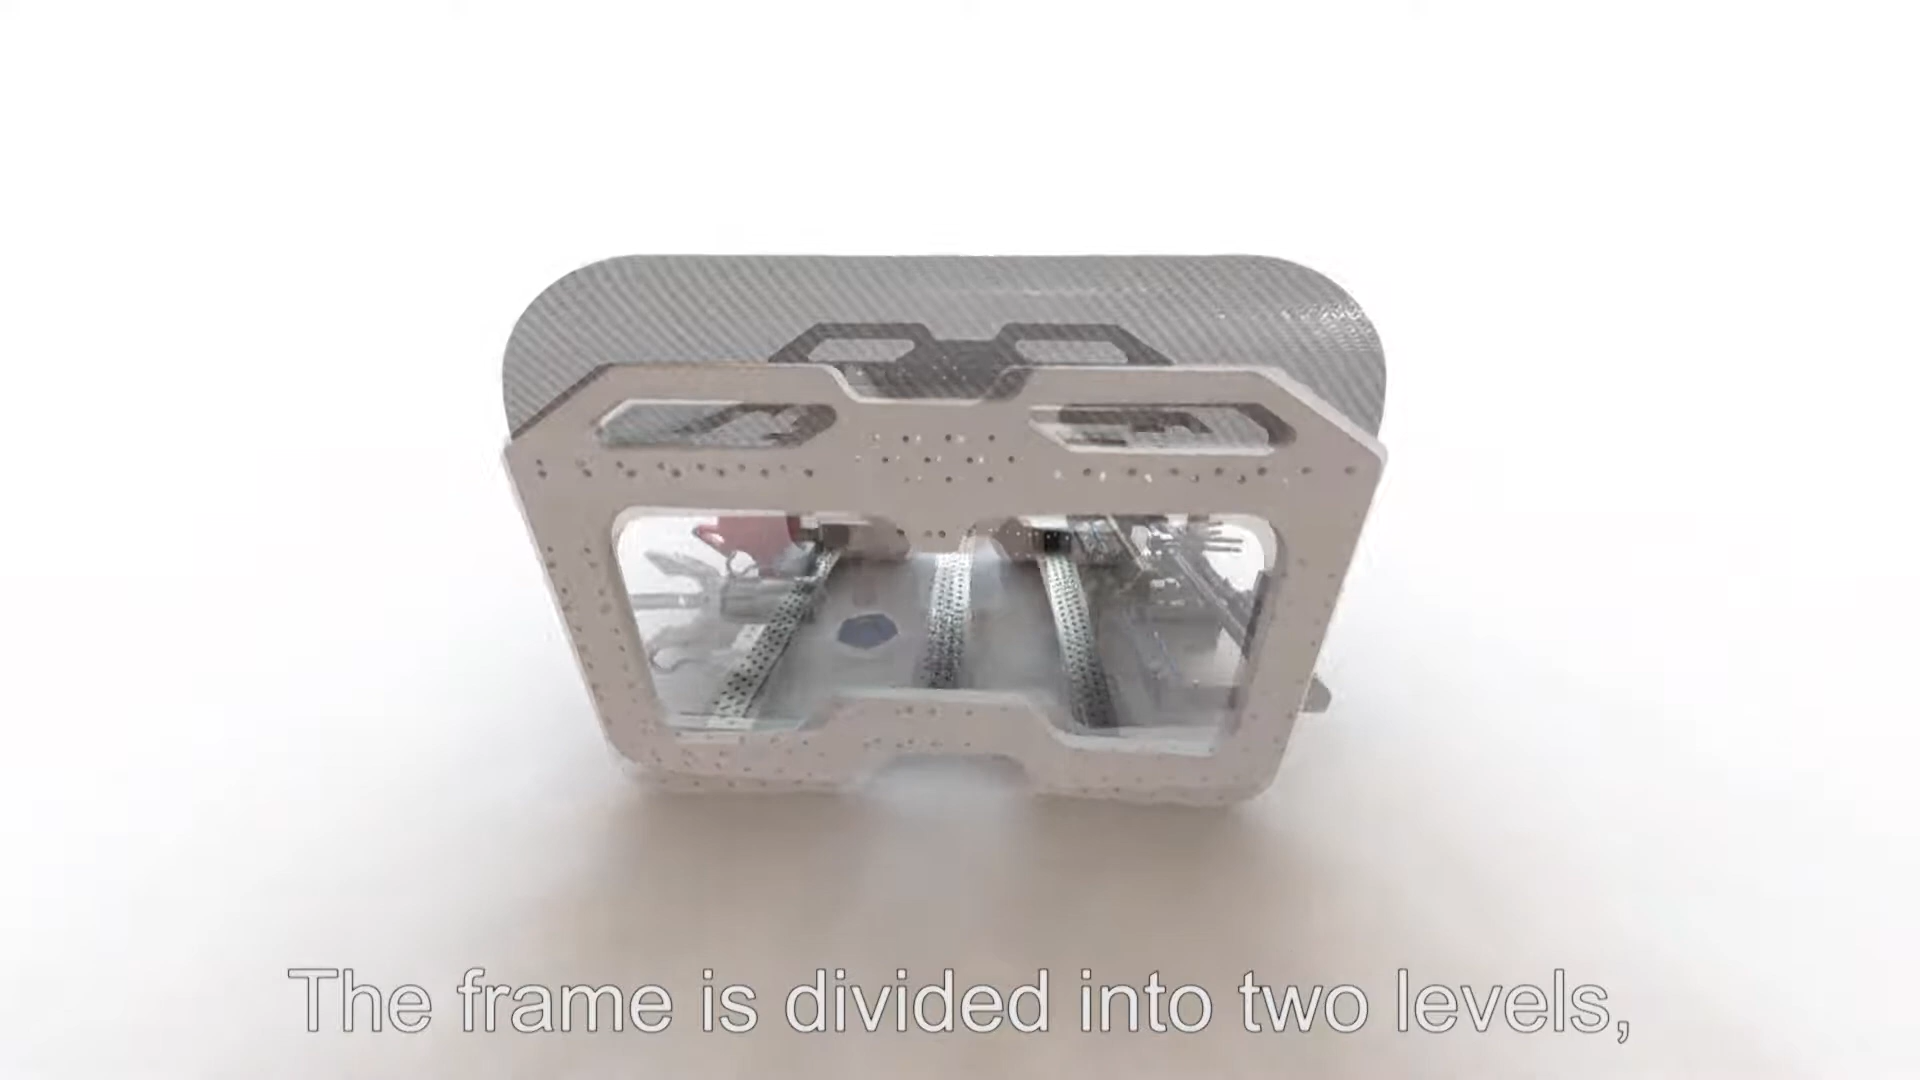 The frame is divided into two levels,